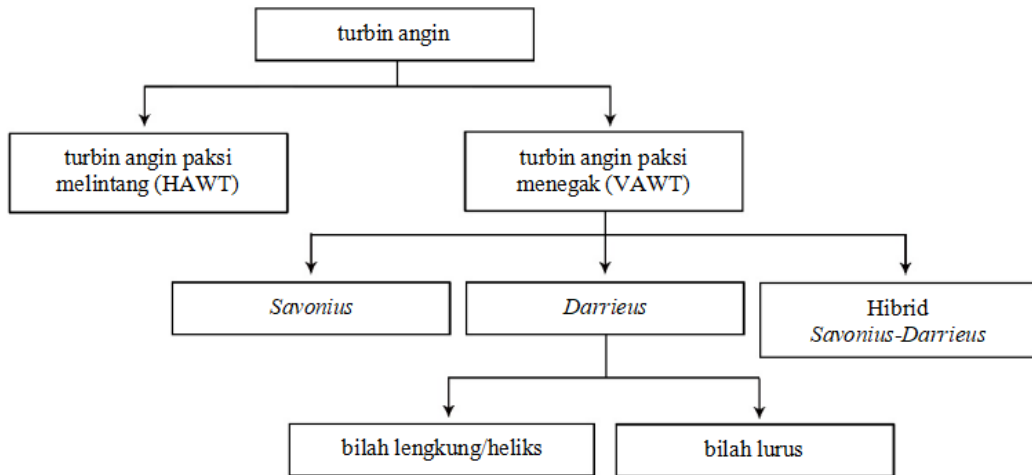 turbin angin
turbin angin paksi
melintang (HAWT)
turbin angin paksi
menegak (VAWT)
Savonius
Darrieus
Hibrid
Savonius-Darrieus
bilah lengkung/heliks
bilah lurus